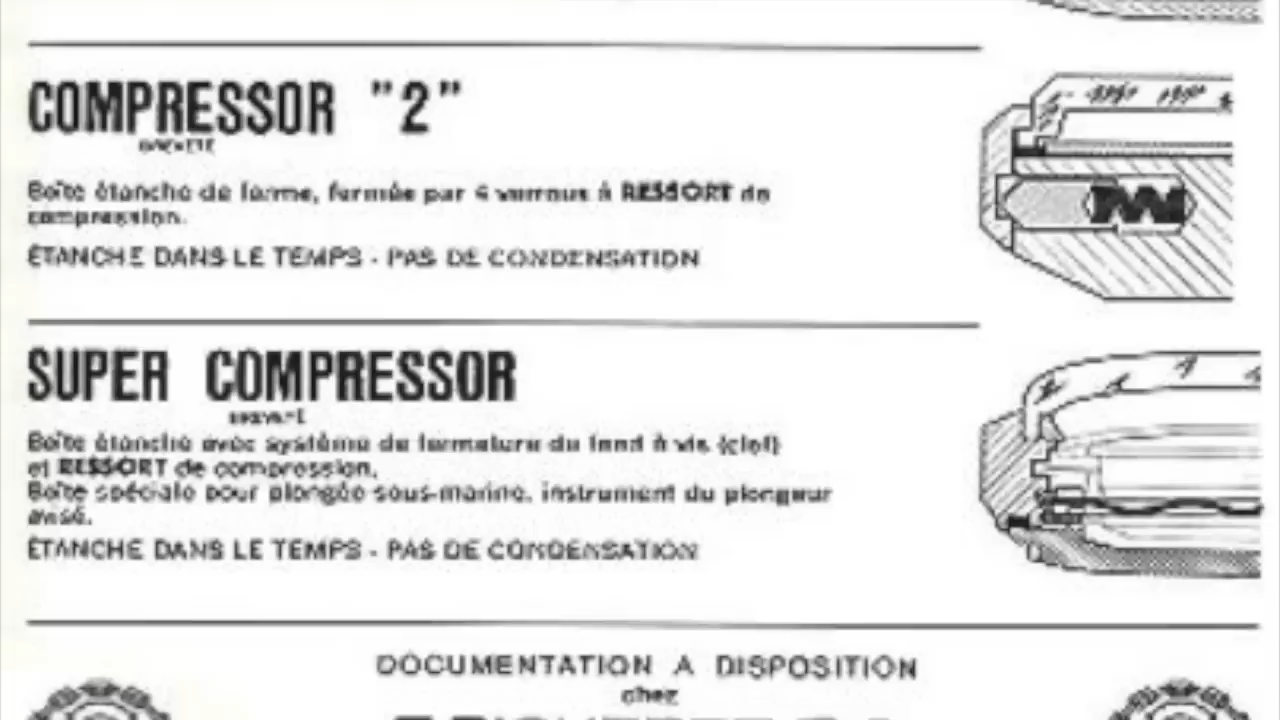 COMPRESSOR "2"
BREVETÉ
Boîte étanche de forme, fermée par 4 verrous à RESSORT de
compression.
ÉTANCHE DANS LE TEMPS - PAS DE CONDENSATION
SUPER COMPRESSOR
BREVETÉ
Boîte étanche avec système de fermeture du fond à vis (clef)
et RESSORT de compression.
Boîte spéciale pour plongée sous-marine, instrument du plongeur
avisé.
ÉTANCHE DANS LE TEMPS - PAS DE CONDENSATION
DOCUMENTATION A DISPOSITION
chez